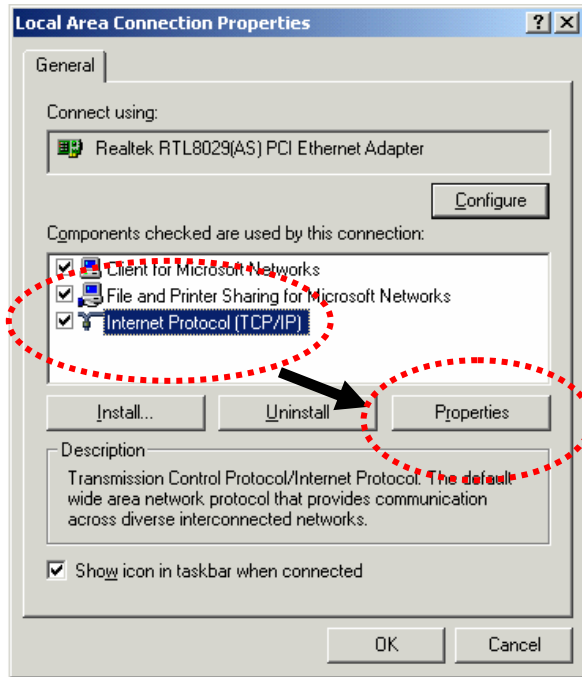 Local Area Connection Properties
General
Connect using:
Realtek RTL8029(AS) PCI Ethernet Adapter
Configure
Components checked are used by this connection:
Client for Microsoft Networks
File and Printer Sharing for Microsoft Networks
Internet Protocol (TCP/IP)
Install...
Uninstall
Properties
Description
Transmission Control Protocol/Internet Protocol. The default
wide area network protocol that provides communication
across diverse interconnected networks.
Show icon in taskbar when connected
OK
Cancel